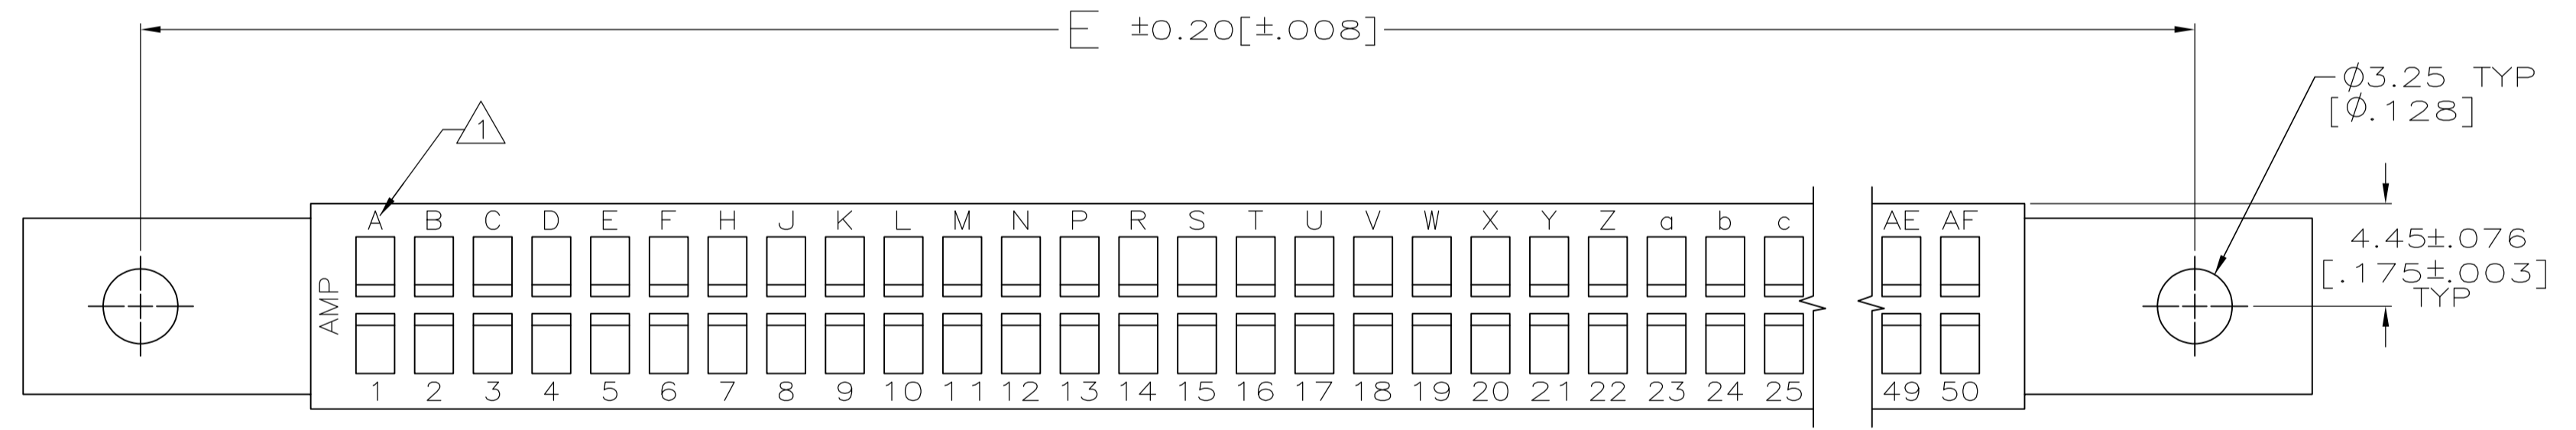 E ±0.20[±.008]
Ø3.25 TYP
[Ø.128]
1
A B C D E F H J K L M N P R S T U V W X Y Z a b c AE AF
4.45±.076
[.175±.003]
TYP
AMP
1 2 3 4 5 6 7 8 9 10 11 12 13 14 15 16 17 18 19 20 21 22 23 24 25 49 50